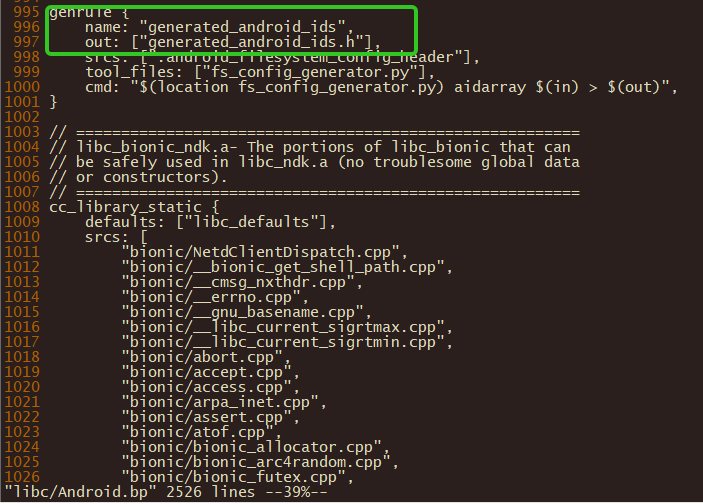 995 genrule {
996     name: "generated_android_ids",
997     out: ["generated_android_ids.h"],
998     srcs: [":android_filesystem_config_header"],
999     tool_files: ["fs_config_generator.py"],
1000     cmd: "$(location fs_config_generator.py) aidarray $(in) > $(out)",
1001 }
1002
1003 // ========================================================
1004 // libc_bionic_ndk.a- The portions of libc_bionic that can
1005 // be safely used in libc_ndk.a (no troublesome global data
1006 // or constructors).
1007 // ========================================================
1008 cc_library_static {
1009     defaults: ["libc_defaults"],
1010     srcs: [
1011         "bionic/NetdClientDispatch.cpp",
1012         "bionic/__bionic_get_shell_path.cpp",
1013         "bionic/__cmsg_nxthdr.cpp",
1014         "bionic/__errno.cpp",
1015         "bionic/__gnu_basename.cpp",
1016         "bionic/__libc_current_sigrtmax.cpp",
1017         "bionic/__libc_current_sigrtmin.cpp",
1018         "bionic/abort.cpp",
1019         "bionic/accept.cpp",
1020         "bionic/access.cpp",
1021         "bionic/arpa_inet.cpp",
1022         "bionic/assert.cpp",
1023         "bionic/atof.cpp",
1024         "bionic/bionic_allocator.cpp",
1025         "bionic/bionic_arc4random.cpp",
1026         "bionic/bionic_futex.cpp",
"libc/Android.bp" 2526 lines --39%--